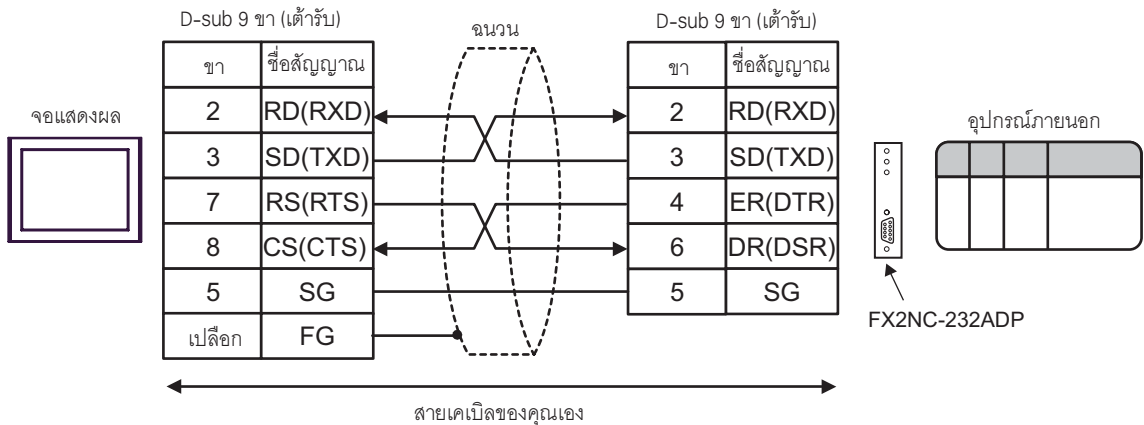 D-sub 9 ขา (เต้ารับ)
ฉนวน
D-sub 9 ขา (เต้ารับ)
ขา ชื่อสัญญาณ
ขา ชื่อสัญญาณ
จอแสดงผล
2 RD(RXD)
2 RD(RXD)
อุปกรณ์ภายนอก
3 SD(TXD)
3 SD(TXD)
7 RS(RTS)
4 ER(DTR)
8 CS(CTS)
6 DR(DSR)
5 SG
5 SG
FX2NC-232ADP
เปลือก FG
สายเคเบิลของคุณเอง